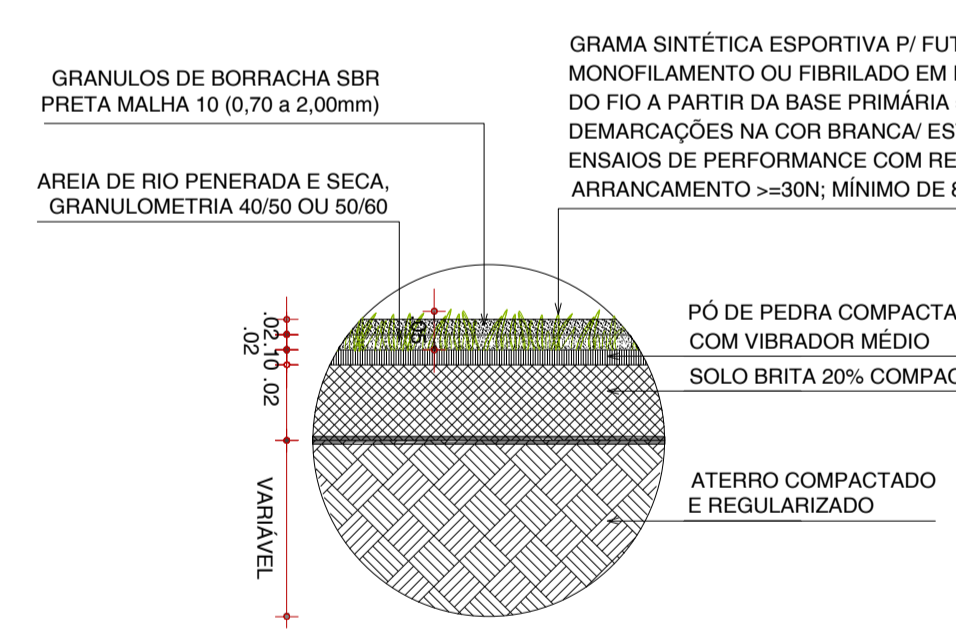 GRANULOS DE BORRACHA SBR
PRETA MALHA 10 (0,70 a 2,00mm)
AREIA DE RIO PENERADA E SECA,
GRANULOMETRIA 40/50 OU 50/60
GRAMA SINTÉTICA ESPORTIVA P/ FUT
MONOFILAMENTO OU FIBRILADO EM
DO FIO A PARTIR DA BASE PRIMÁRIA
DEMARCAÇÕES NA COR BRANCA/ ES
ENSAIOS DE PERFORMANCE COM RE
ARRANCAMENTO >=30N; MÍNIMO DE 8
PÓ DE PEDRA COMPACTA
COM VIBRADOR MÉDIO
SOLO BRITA 20% COMPAC
ATERRO COMPACTADO
E REGULARIZADO
.02
.02
.10
.02
VARIÁVEL